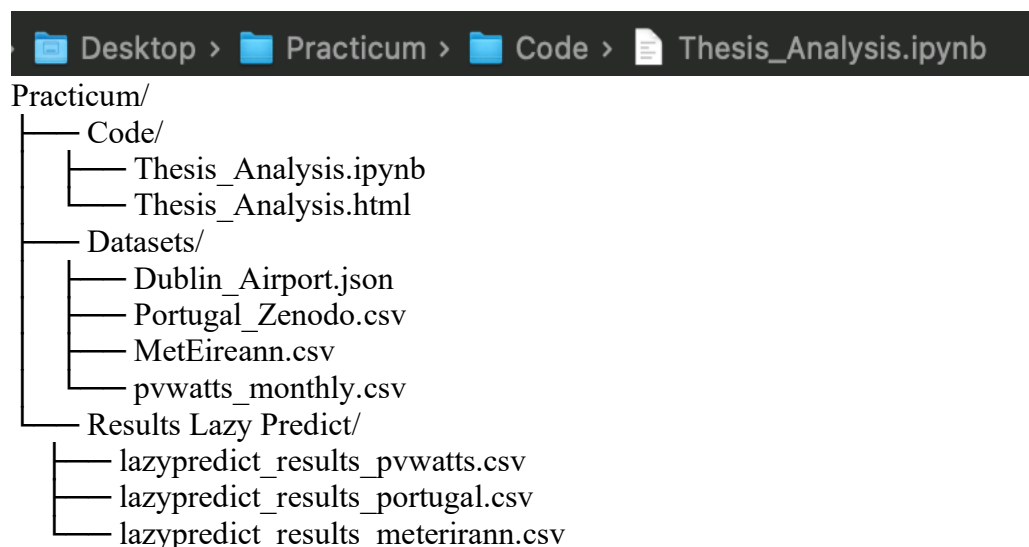 Desktop > Practicum > Code > Thesis_Analysis.ipynb
Practicum/
├── Code/
│   ├── Thesis_Analysis.ipynb
│   └── Thesis_Analysis.html
├── Datasets/
│   ├── Dublin_Airport.json
│   ├── Portugal_Zenodo.csv
│   ├── MetEireann.csv
│   └── pvwatts_monthly.csv
└── Results Lazy Predict/
    ├── lazypredict_results_pvwatts.csv
    ├── lazypredict_results_portugal.csv
    └── lazypredict_results_meterirann.csv